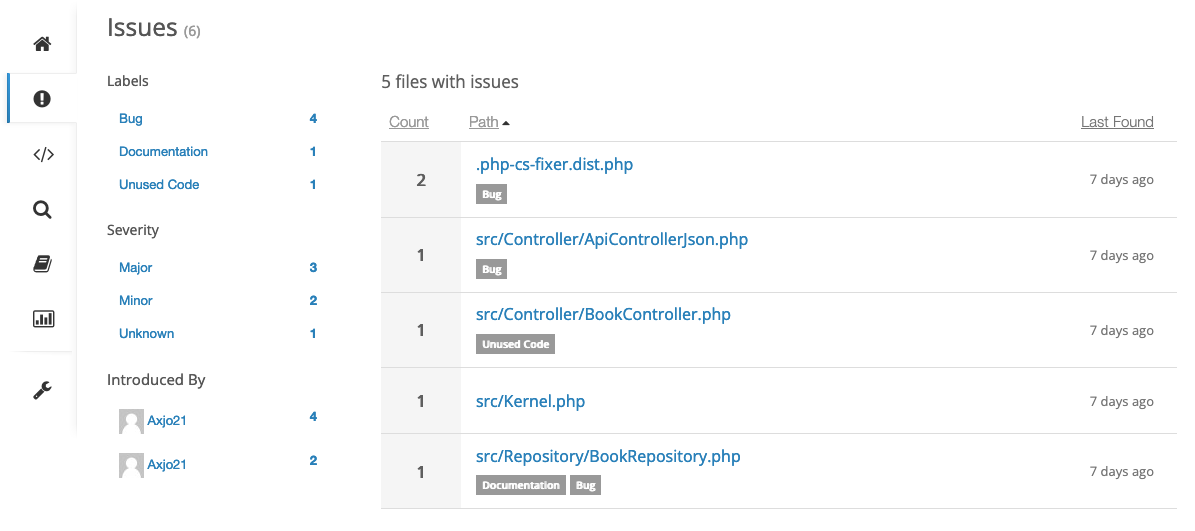 Issues (6)
Labels
Bug 4
Documentation 1
Unused Code 1
Severity
Major 3
Minor 2
Unknown 1
Introduced By
Axjo21 4
Axjo21 2
5 files with issues
Count Path Last Found
2 .php-cs-fixer.dist.php 7 days ago
Bug
1 src/Controller/ApiControllerJson.php 7 days ago
Bug
1 src/Controller/BookController.php 7 days ago
Unused Code
1 src/Kernel.php 7 days ago
1 src/Repository/BookRepository.php 7 days ago
Documentation Bug